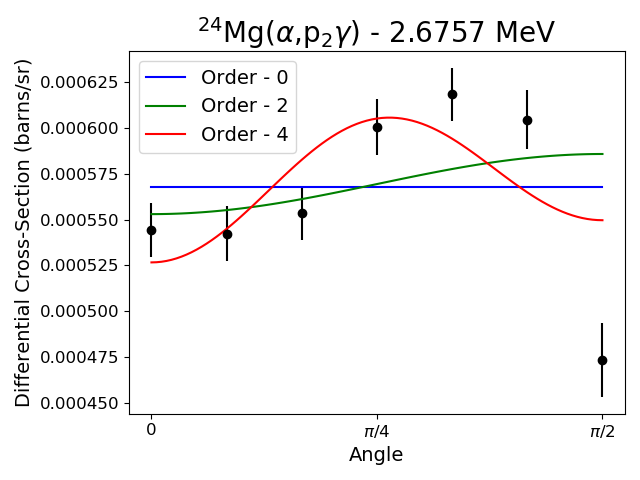 ²⁴Mg(α,p₂γ) - 2.6757 MeV
Order - 0
Order - 2
Order - 4
Differential Cross-Section (barns/sr)
0.000625
0.000600
0.000575
0.000550
0.000525
0.000500
0.000475
0.000450
0 π/4 π/2
Angle